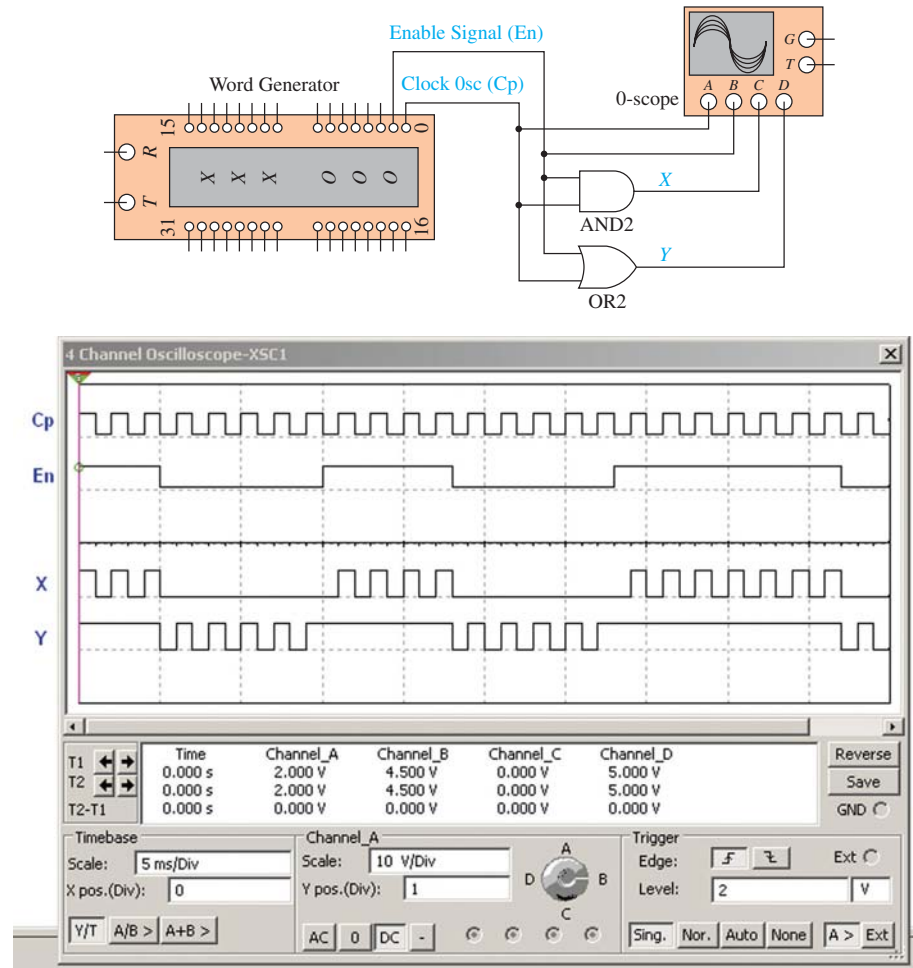 Enable Signal (En)
Word Generator
Clock 0sc (Cp)
G
T
A B C D
0-scope
15
0
R
X X X O O O
T
31
16
X
AND2
Y
OR2
4 Channel Oscilloscope-XSC1
Cp
En
X
Y
T1
T2
T2-T1
Time Channel_A Channel_B Channel_C Channel_D
0.000 s 2.000 V 4.500 V 0.000 V 5.000 V
0.000 s 2.000 V 4.500 V 0.000 V 5.000 V
0.000 s 0.000 V 0.000 V 0.000 V 0.000 V
Reverse
Save
GND
Timebase
Scale: 5 ms/Div
X pos.(Div): 0
Y/T A/B > A+B >
Channel_A
Scale: 10 V/Div
Y pos.(Div): 1
AC 0 DC -
A
D B
C
Trigger
Edge: Ext
Level: 2 V
Sing. Nor. Auto None A > Ext